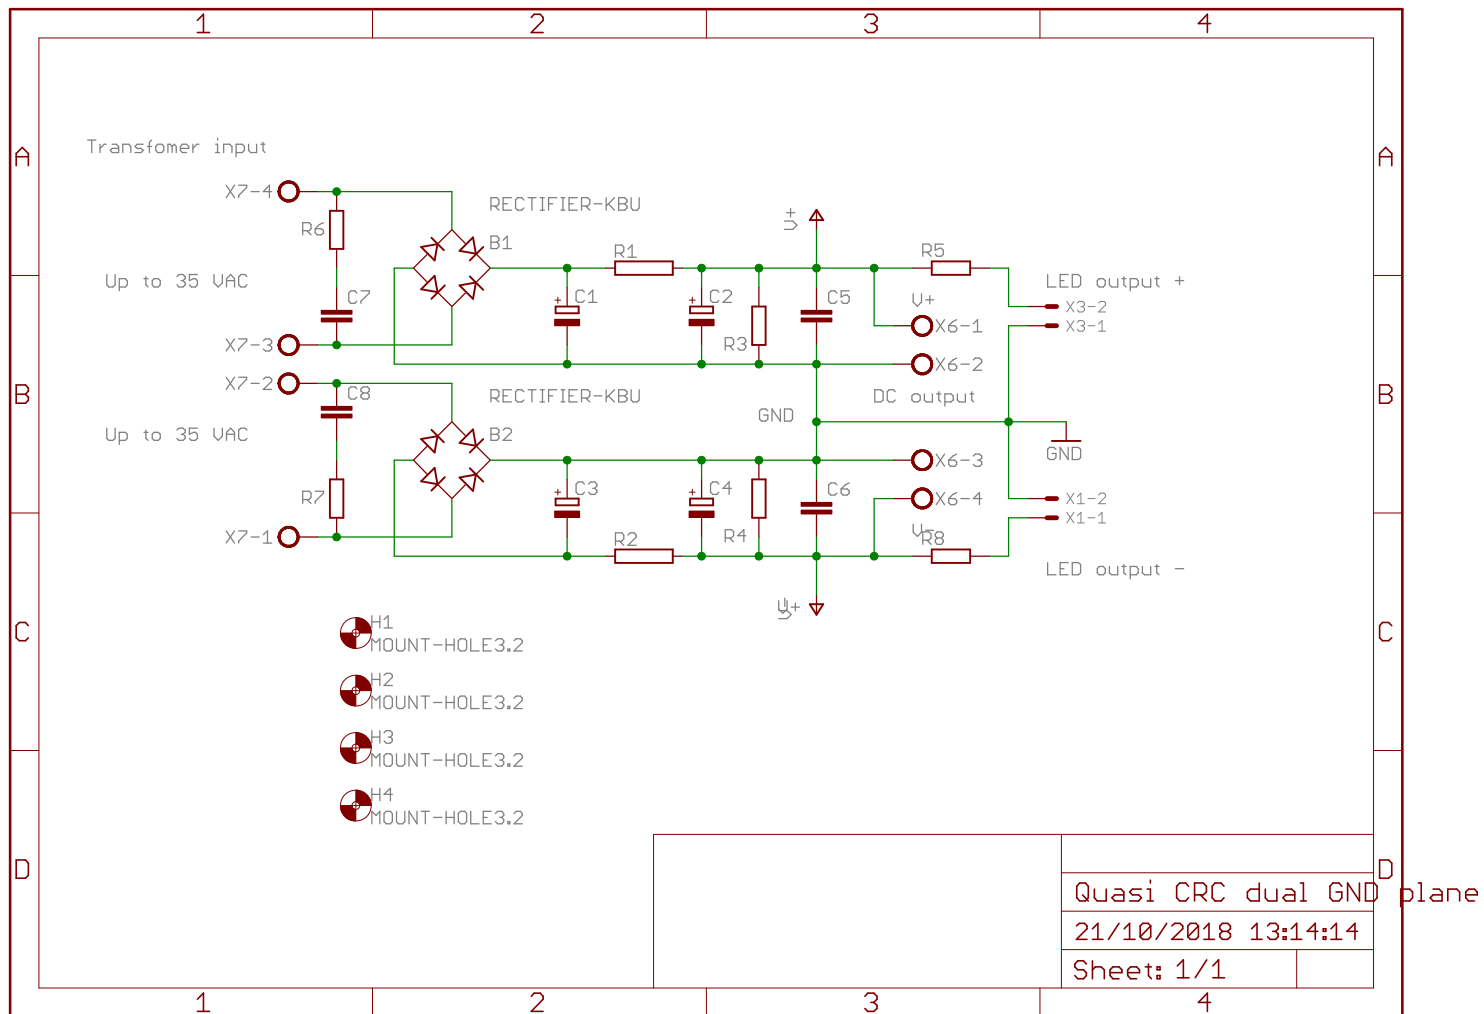 1 2 3 4
A A
Transfomer input
X7-4
RECTIFIER-KBU
V+
R6
B1
R1
R5
Up to 35 VAC
LED output +
C7
C1
C2
C5
V+
X3-2
X6-1
X3-1
R3
X7-3
X6-2
X7-2
B B
C8
RECTIFIER-KBU
DC output
GND
Up to 35 VAC
B2
GND
X6-3
R7
C3
C4
C6
X6-4
X1-2
X1-1
X7-1
R2
R4
V-
R8
LED output -
H1
C C
MOUNT-HOLE3.2
H2
MOUNT-HOLE3.2
H3
MOUNT-HOLE3.2
H4
MOUNT-HOLE3.2
D D
Quasi CRC dual GND plane
21/10/2018 13:14:14
Sheet: 1/1
1 2 3 4